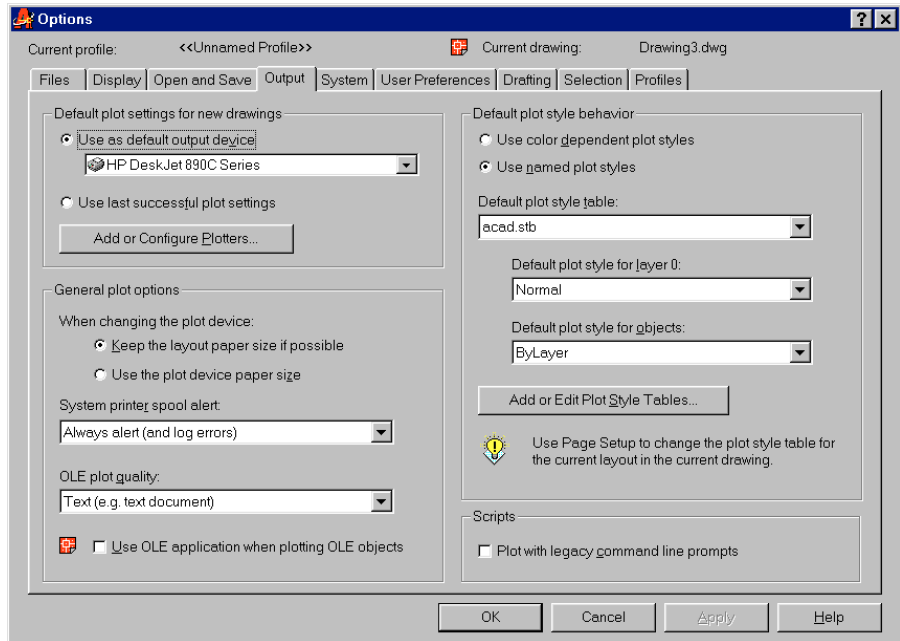 Options
Current profile: <<Unnamed Profile>> Current drawing: Drawing3.dwg
Files Display Open and Save Output System User Preferences Drafting Selection Profiles
Default plot settings for new drawings
Use as default output device
HP DeskJet 890C Series
Use last successful plot settings
Add or Configure Plotters...
General plot options
When changing the plot device:
Keep the layout paper size if possible
Use the plot device paper size
System printer spool alert:
Always alert (and log errors)
OLE plot quality:
Text (e.g. text document)
Use OLE application when plotting OLE objects
Default plot style behavior
Use color dependent plot styles
Use named plot styles
Default plot style table:
acad.stb
Default plot style for layer 0:
Normal
Default plot style for objects:
ByLayer
Add or Edit Plot Style Tables...
Use Page Setup to change the plot style table for
the current layout in the current drawing.
Scripts
Plot with legacy command line prompts
OK Cancel Apply Help